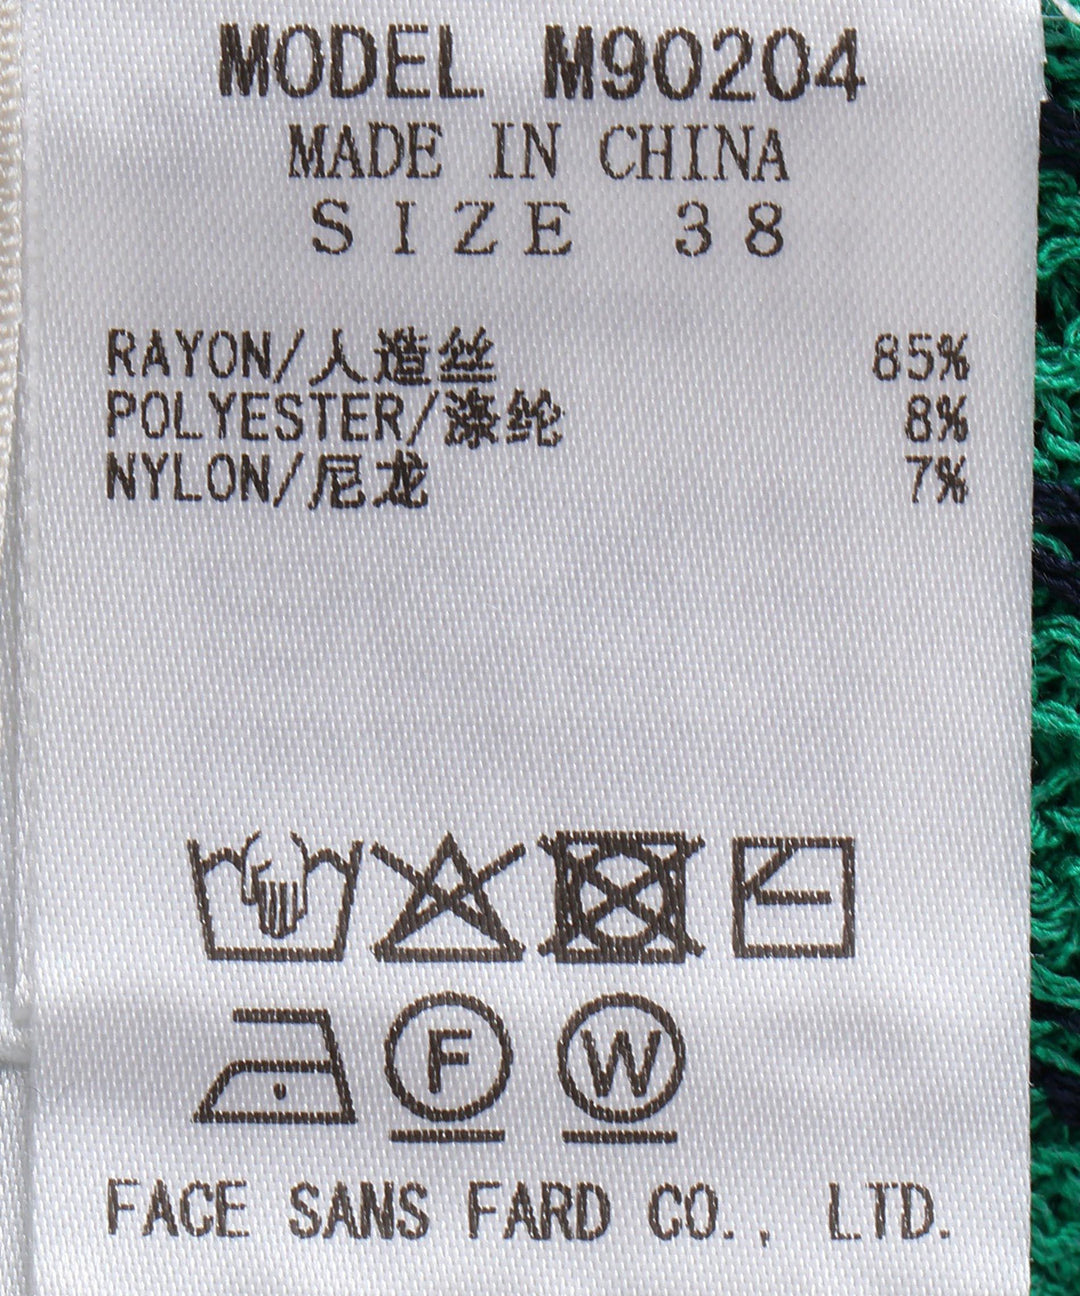 MODEL M90204
MADE IN CHINA
SIZE 38
RAYON/人造丝 85%
POLYESTER/涤纶 8%
NYLON/尼龙 7%
F W
FACE SANS FARD CO., LTD.